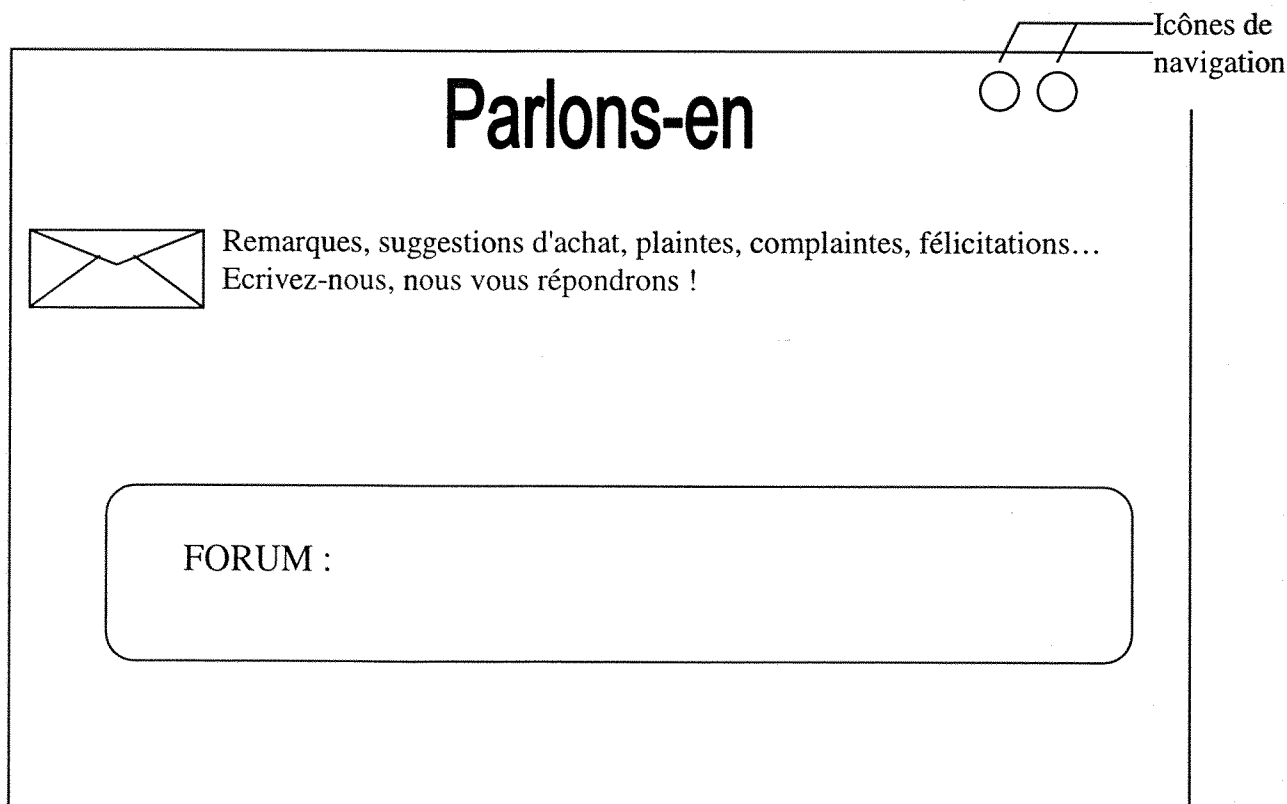 Icônes de
navigation
Parlons-en
Remarques, suggestions d'achat, plaintes, complaintes, félicitations…
Ecrivez-nous, nous vous répondrons !
FORUM :